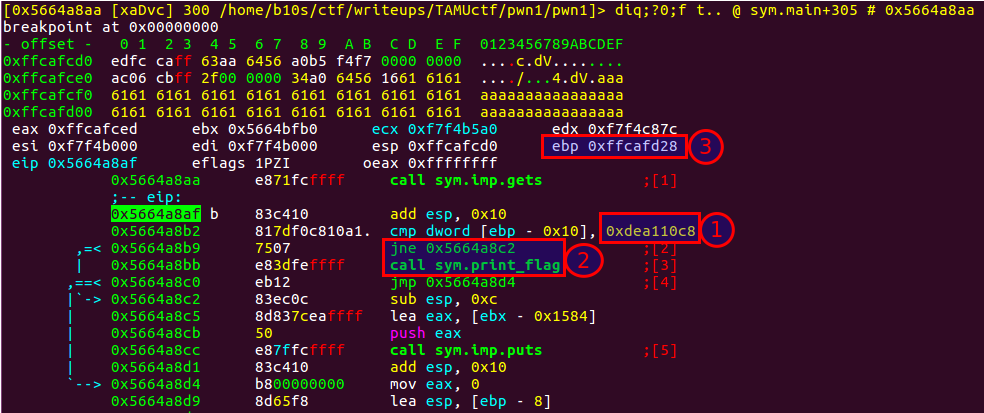 [0x5664a8aa [xaDvc] 300 /home/b10s/ctf/writeups/TAMUctf/pwn1/pwn1]> diq;?0;f t.. @ sym.main+305 # 0x5664a8aa
breakpoint at 0x00000000
- offset -   0 1  2 3  4 5  6 7  8 9  A B  C D  E F  0123456789ABCDEF
0xffcafcd0  edfc caff 63aa 6456 a0b5 f4f7 0000 0000  ....c.dV........
0xffcafce0  ac06 cbff 2f00 0000 34a0 6456 1661 6161  ..../...4.dV.aaa
0xffcafcf0  6161 6161 6161 6161 6161 6161 6161 6161  aaaaaaaaaaaaaaaa
0xffcafd00  6161 6161 6161 6161 6161 6161 6161 6161  aaaaaaaaaaaaaaaa
eax 0xffcafced ebx 0x5664bfb0 ecx 0xf7f4b5a0 edx 0xf7f4c87c
esi 0xf7f4b000 edi 0xf7f4b000 esp 0xffcafcd0 ebp 0xffcafd28 3
eip 0x5664a8af eflags 1PZI oeax 0xffffffff
0x5664a8aa e871fcffff call sym.imp.gets ;[1]
;-- eip:
0x5664a8af b 83c410 add esp, 0x10
0x5664a8b2 817df0c810a1. cmp dword [ebp - 0x10], 0xdea110c8 1
,=< 0x5664a8b9 7507 jne 0x5664a8c2 ;[2]
| 0x5664a8bb e83dfeffff call sym.print_flag 2 ;[3]
,==< 0x5664a8c0 eb12 jmp 0x5664a8d4 ;[4]
|`-> 0x5664a8c2 83ec0c sub esp, 0xc
| 0x5664a8c5 8d837ceaffff lea eax, [ebx - 0x1584]
| 0x5664a8cb 50 push eax
| 0x5664a8cc e87ffcffff call sym.imp.puts ;[5]
| 0x5664a8d1 83c410 add esp, 0x10
`--> 0x5664a8d4 b800000000 mov eax, 0
0x5664a8d9 8d65f8 lea esp, [ebp - 8]